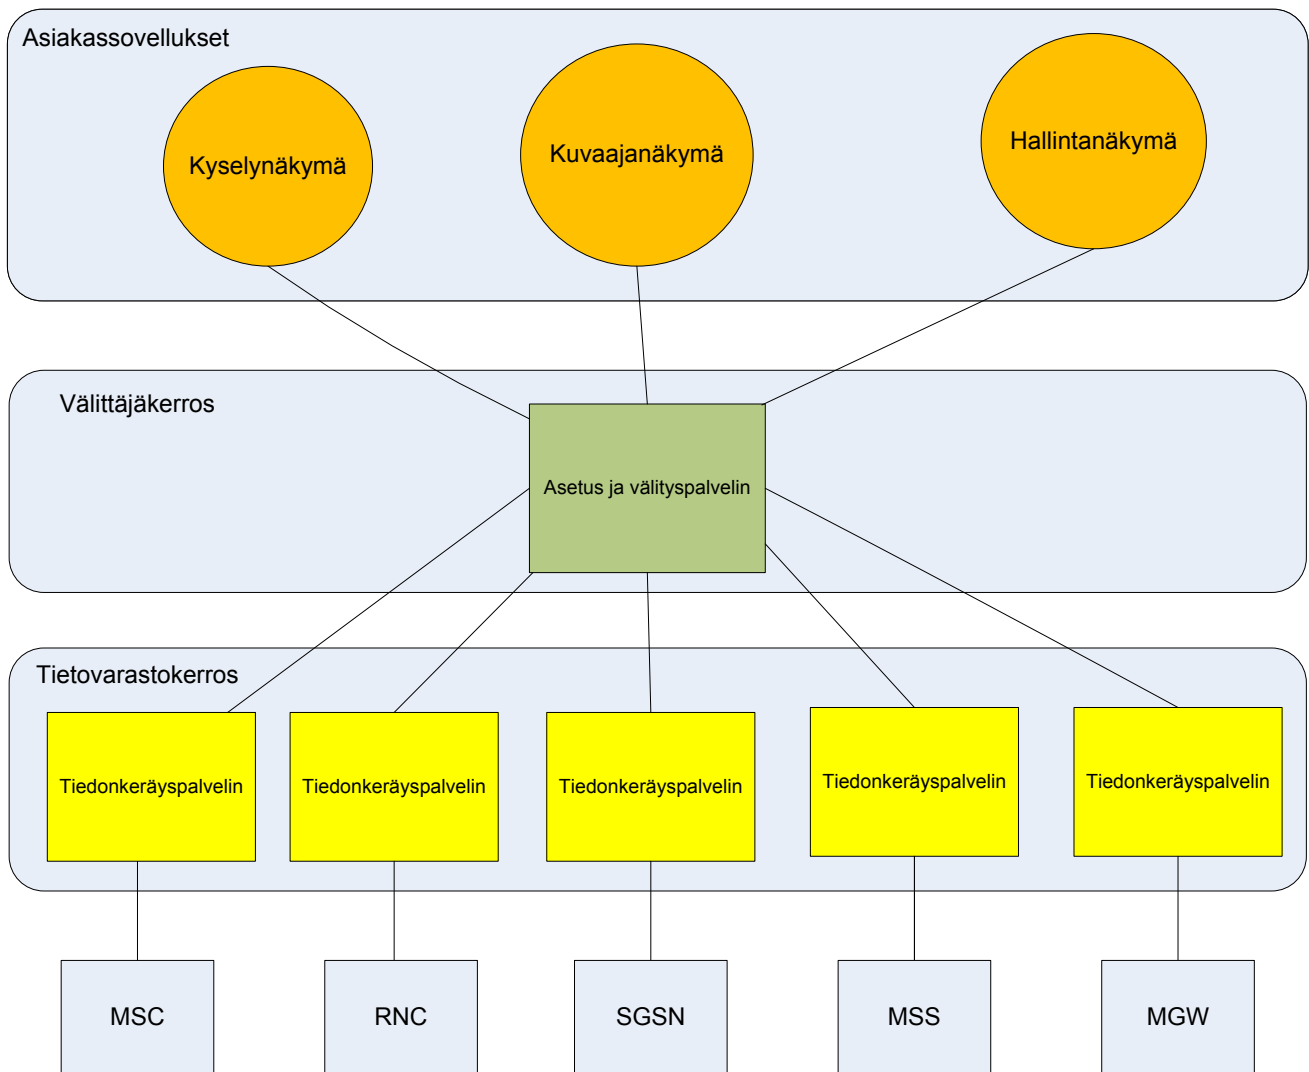 Asiakassovellukset
Kyselynäkymä
Kuvaajanäkymä
Hallintanäkymä
Välittäjäkerros
Asetus ja välityspalvelin
Tietovarastokerros
Tiedonkeräyspalvelin
Tiedonkeräyspalvelin
Tiedonkeräyspalvelin
Tiedonkeräyspalvelin
Tiedonkeräyspalvelin
MSC
RNC
SGSN
MSS
MGW